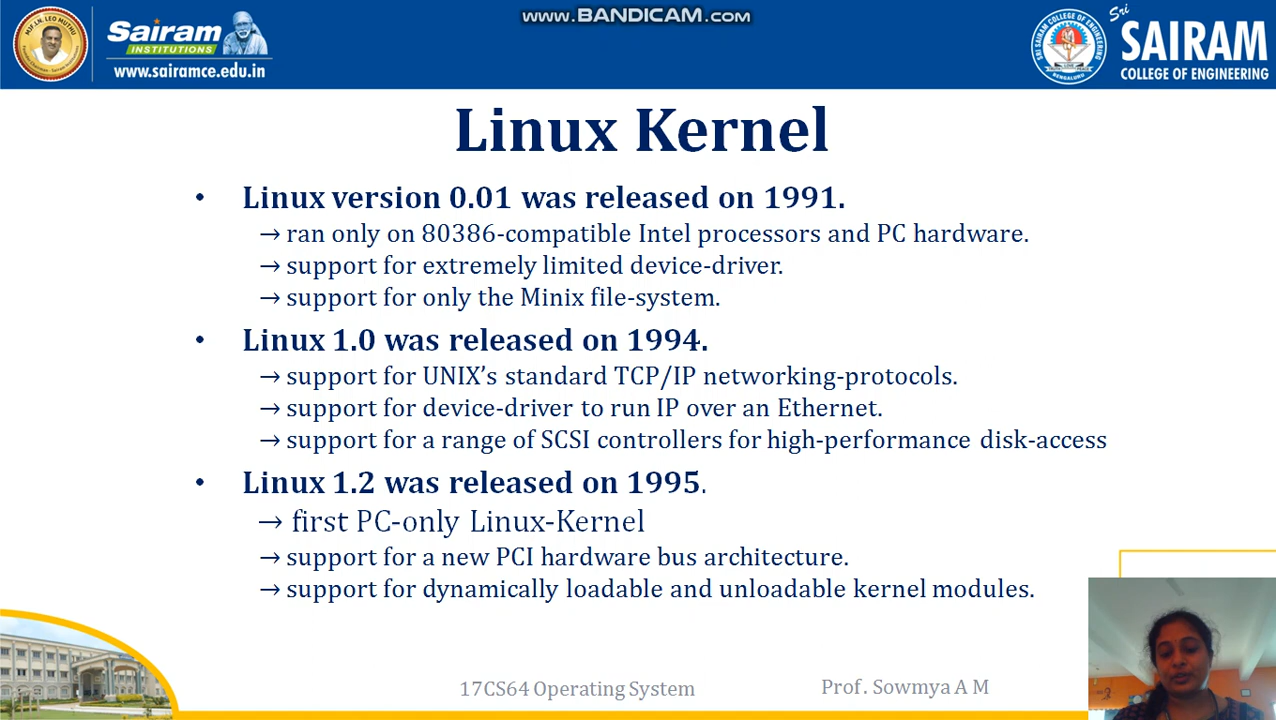 www.BANDICAM.com
Sairam
INSTITUTIONS
www.sairamce.edu.in
Sri
SAIRAM
COLLEGE OF ENGINEERING
Linux Kernel
• Linux version 0.01 was released on 1991.
→ ran only on 80386-compatible Intel processors and PC hardware.
→ support for extremely limited device-driver.
→ support for only the Minix file-system.
• Linux 1.0 was released on 1994.
→ support for UNIX’s standard TCP/IP networking-protocols.
→ support for device-driver to run IP over an Ethernet.
→ support for a range of SCSI controllers for high-performance disk-access
• Linux 1.2 was released on 1995.
→ first PC-only Linux-Kernel
→ support for a new PCI hardware bus architecture.
→ support for dynamically loadable and unloadable kernel modules.
17CS64 Operating System
Prof. Sowmya A M